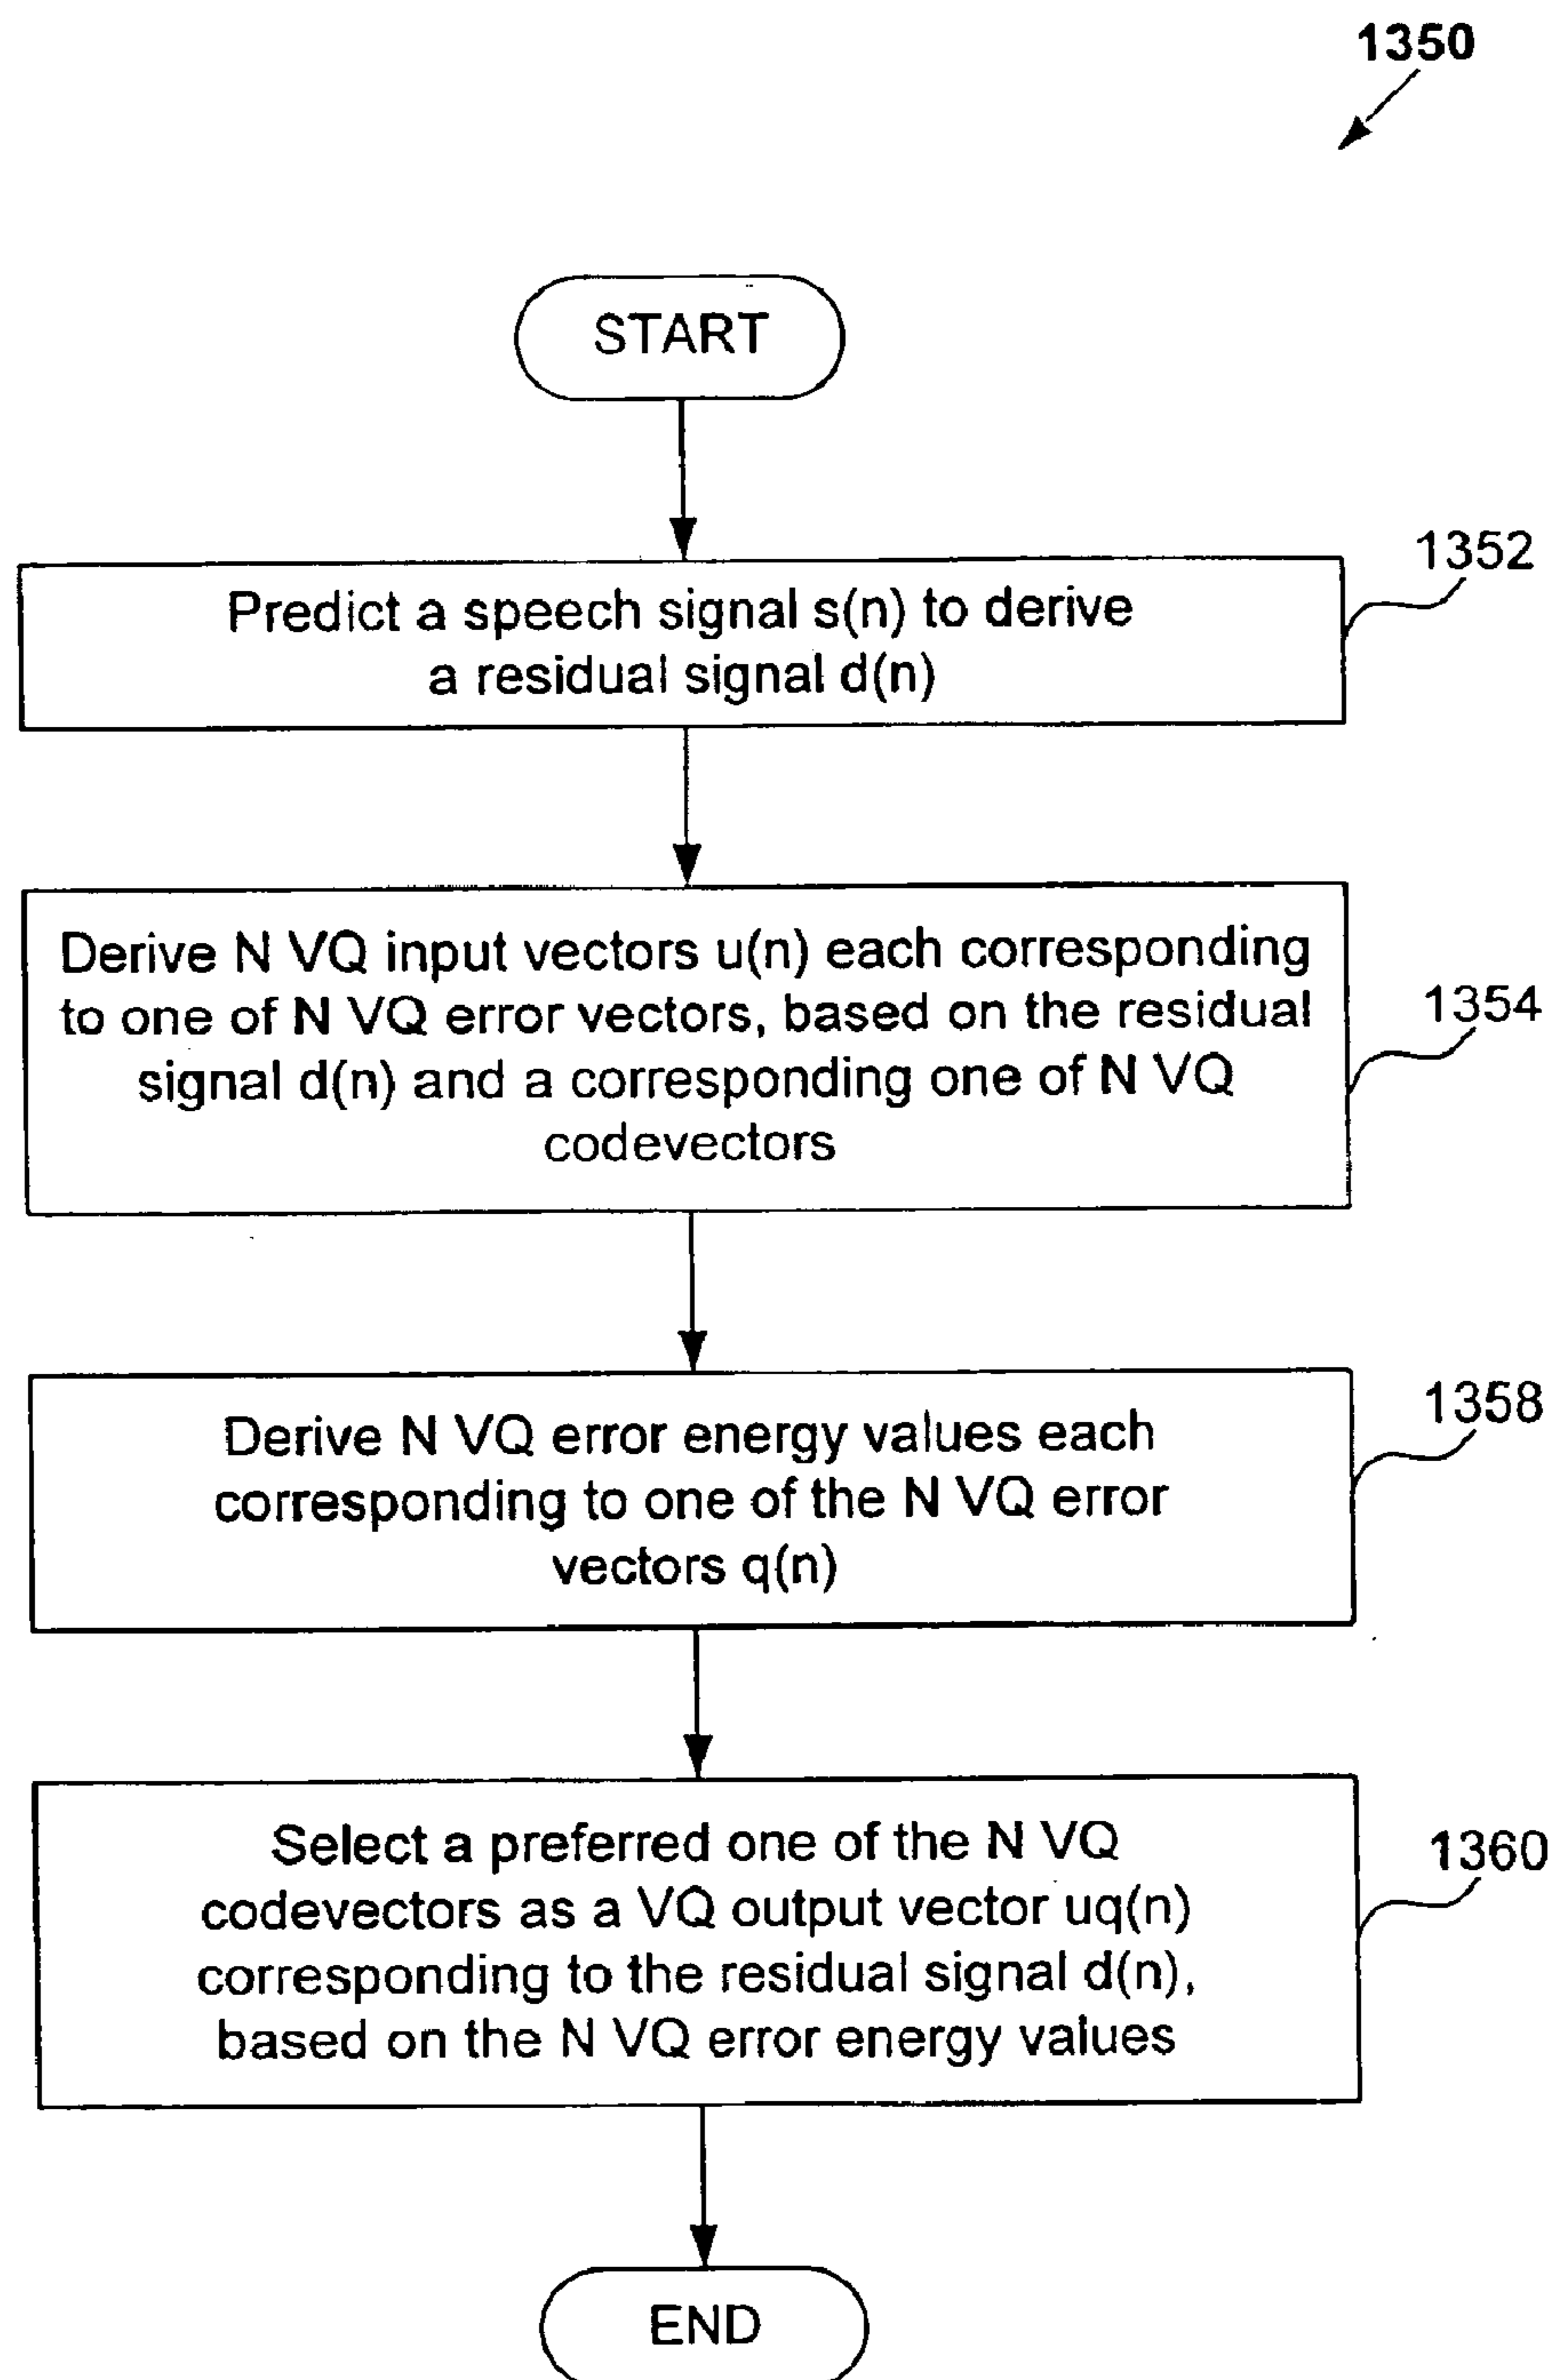 1350
START
1352
Predict a speech signal s(n) to derive
a residual signal d(n)
1354
Derive N VQ input vectors u(n) each corresponding
to one of N VQ error vectors, based on the residual
signal d(n) and a corresponding one of N VQ
codevectors
1358
Derive N VQ error energy values each
corresponding to one of the N VQ error
vectors q(n)
1360
Select a preferred one of the N VQ
codevectors as a VQ output vector uq(n)
corresponding to the residual signal d(n),
based on the N VQ error energy values
END